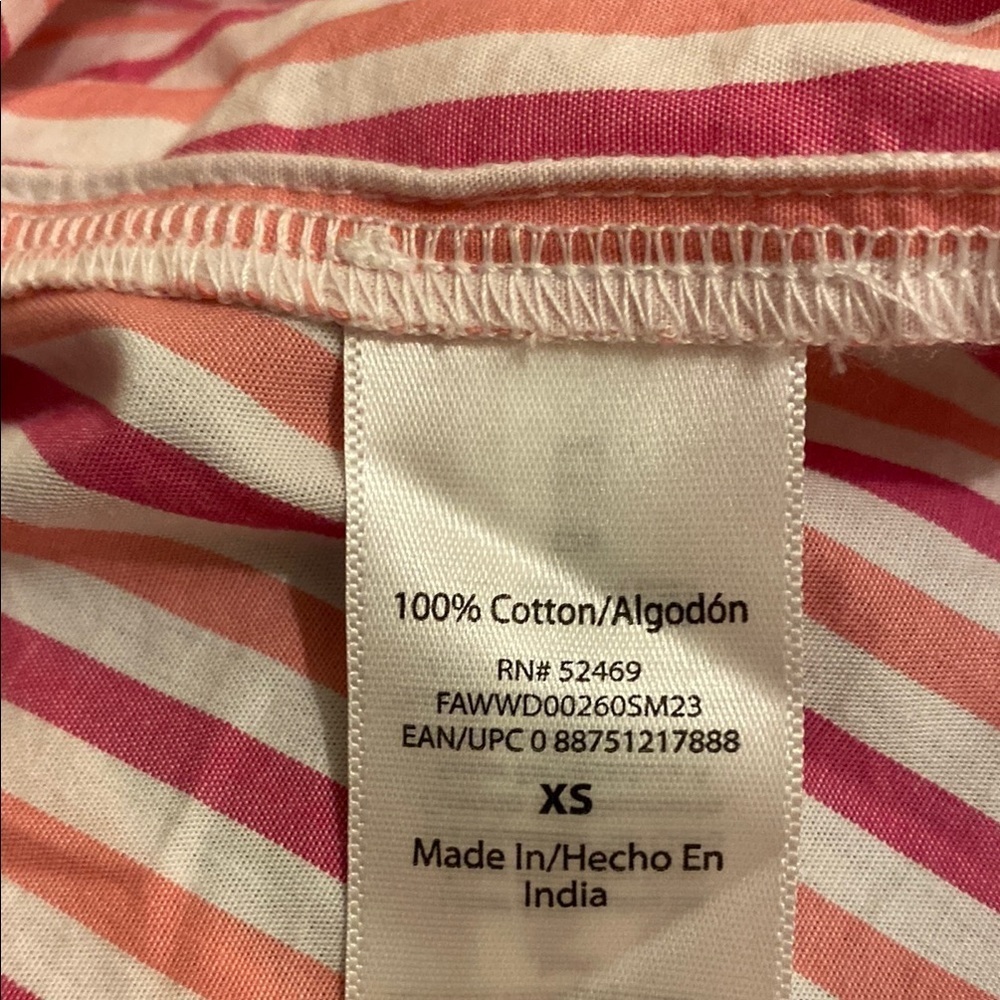 100% Cotton/Algodón
RN# 52469
FAWWD00260SM23
EAN/UPC 0 88751217888
XS
Made In/Hecho En
India